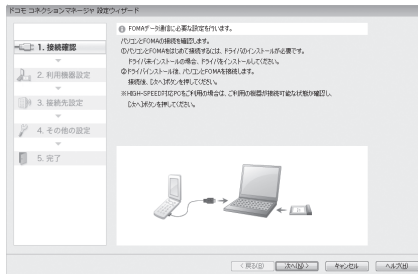 ドコモ コネクションマネージャ 設定ウィザード
FOMAデータ通信に必要な設定を行います。
1. 接続確認
2. 利用機器設定
3. 接続先設定
4. その他の設定
5. 完了
パソコンとFOMAの接続を確認します。
①パソコンとFOMAをはじめて接続するには、ドライバのインストールが必要です。
ドライバ未インストールの場合、ドライバをインストールしてください。
②ドライバインストール後、パソコンとFOMAを接続します。
接続後、[次へ]ボタンを押してください。
※HIGH-SPEED対応PCをご利用の場合は、ご利用の機器が接続可能な状態か確認し、
[次へ]ボタンを押してください。
< 戻る(B)
次へ(N) >
キャンセル
ヘルプ(H)